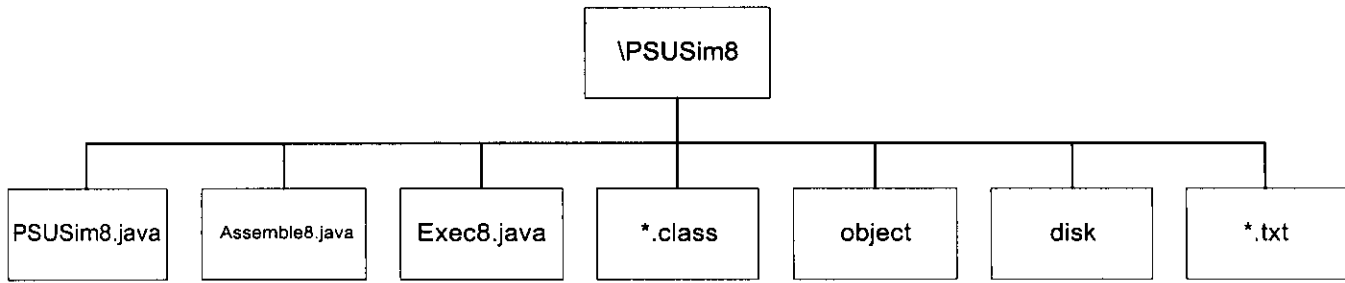 \PSUSim8
PSUSim8.java
Assemble8.java
Exec8.java
*.class
object
disk
*.txt